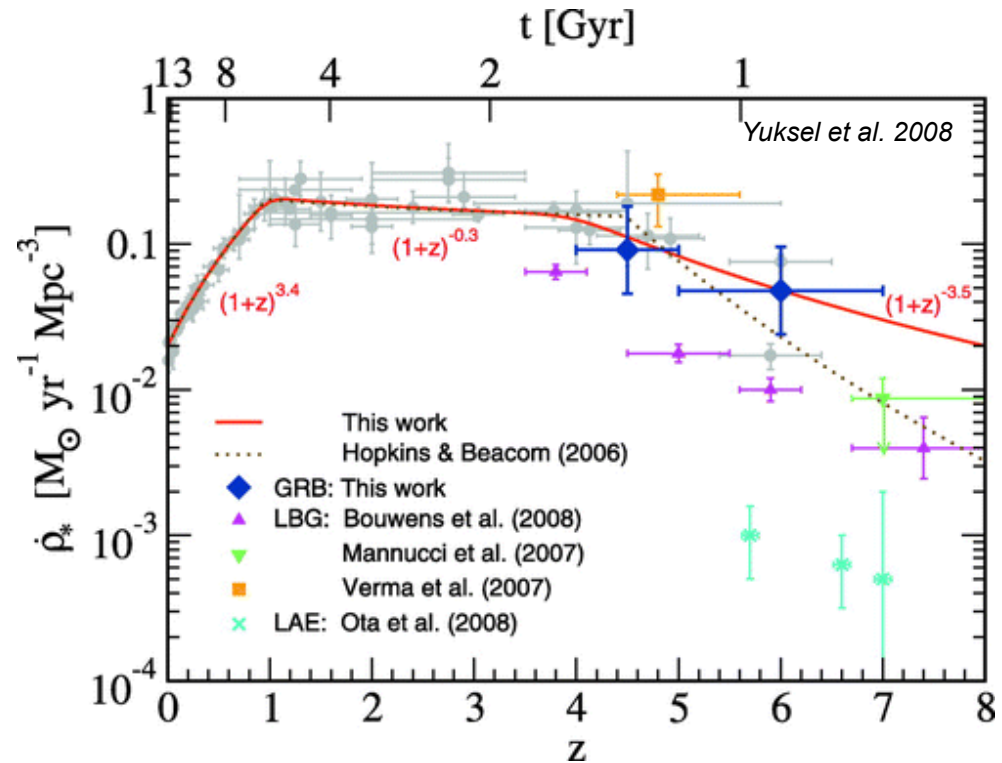 t [Gyr]
13 8 4 2 1
1
Yuksel et al. 2008
0.1
(1+z)^-0.3
(1+z)^3.4
(1+z)^-3.5
10^-2
10^-3
10^-4
ρ̇* [M⊙ yr^-1 Mpc^-3]
This work
Hopkins & Beacom (2006)
GRB: This work
LBG: Bouwens et al. (2008)
Mannucci et al. (2007)
Verma et al. (2007)
LAE: Ota et al. (2008)
0 1 2 3 4 5 6 7 8
z